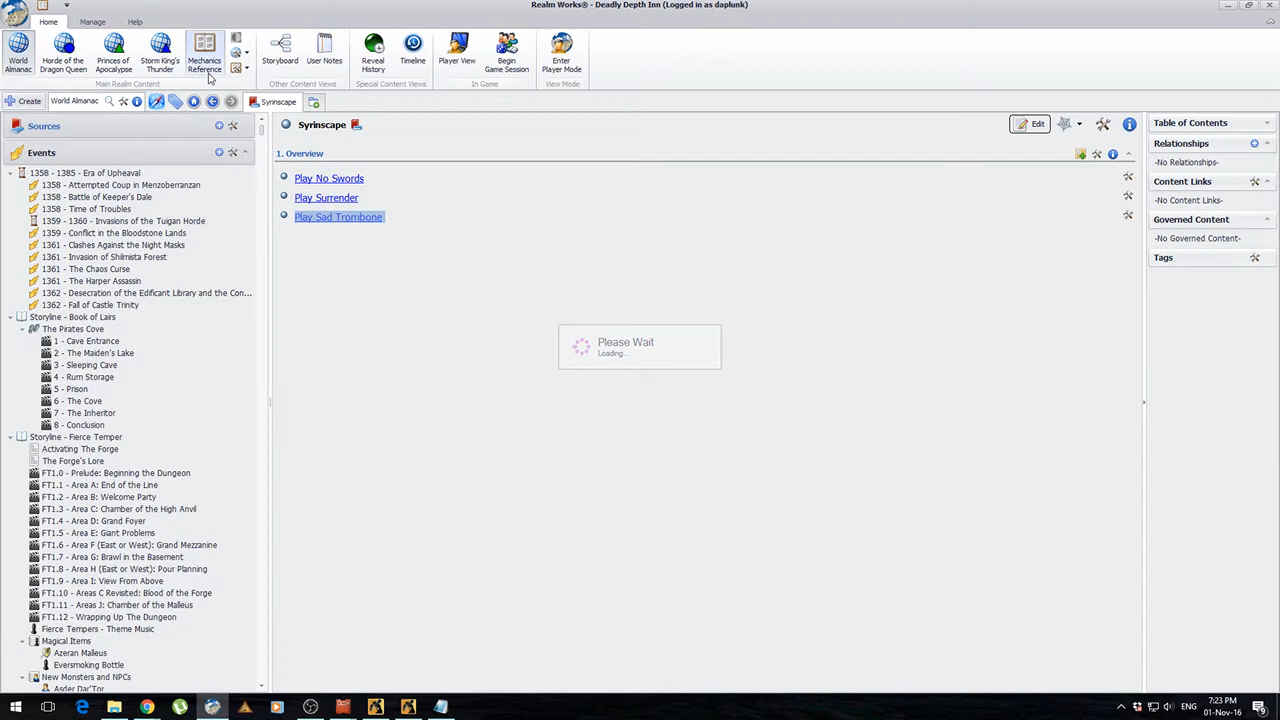 Realm Works® - Deadly Depth Inn (Logged in as daplunk)
Home Manage Help
World Almanac
Horde of the Dragon Queen
Princes of Apocalypse
Storm King's Thunder
Mechanics Reference
Storyboard
User Notes
Reveal History
Timeline
Player View
Begin Game Session
Enter Player Mode
Main Realm Content
Other Content Views
Special Content Views
In Game
View Mode
Create
World Almanac
Syrinscape
Sources
Events
1358 - 1385 - Era of Upheaval
1358 - Attempted Coup in Menzoberranzan
1358 - Battle of Keeper's Dale
1358 - Time of Troubles
1359 - 1360 - Invasions of the Tuigan Horde
1359 - Conflict in the Bloodstone Lands
1361 - Clashes Against the Night Masks
1361 - Invasion of Shilmista Forest
1361 - The Chaos Curse
1361 - The Harper Assassin
1362 - Desecration of the Edificant Library and the Con...
1362 - Fall of Castle Trinity
Storyline - Book of Lairs
The Pirates Cove
1 - Cave Entrance
2 - The Maiden's Lake
3 - Sleeping Cave
4 - Rum Storage
5 - Prison
6 - The Cove
7 - The Inheritor
8 - Conclusion
Storyline - Fierce Temper
Activating The Forge
The Forge's Lore
FT1.0 - Prelude: Beginning the Dungeon
FT1.1 - Area A: End of the Line
FT1.2 - Area B: Welcome Party
FT1.3 - Area C: Chamber of the High Anvil
FT1.4 - Area D: Grand Foyer
FT1.5 - Area E: Giant Problems
FT1.6 - Area F (East or West): Grand Mezzanine
FT1.7 - Area G: Brawl in the Basement
FT1.8 - Area H (East or West): Pour Planning
FT1.9 - Area I: View From Above
FT1.10 - Areas C Revisited: Blood of the Forge
FT1.11 - Areas J: Chamber of the Malleus
FT1.12 - Wrapping Up The Dungeon
Fierce Tempers - Theme Music
Magical Items
Azeran Malleus
Eversmoking Bottle
New Monsters and NPCs
Asder Dar'Tor
Syrinscape
Edit
1. Overview
Play No Swords
Play Surrender
Play Sad Trombone
Please Wait
Loading...
Table of Contents
Relationships
-No Relationships-
Content Links
-No Content Links-
Governed Content
-No Governed Content-
Tags
7:23 PM
01-Nov-16